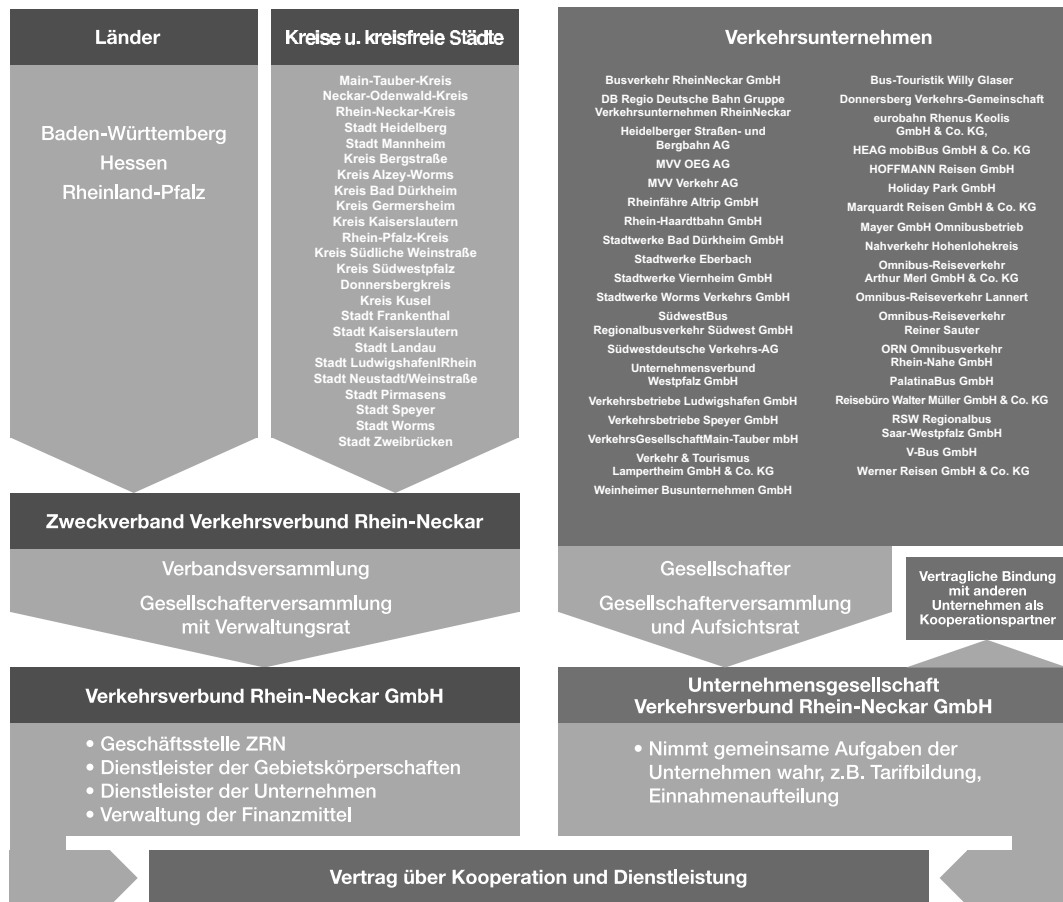 Länder
Baden-Württemberg
Hessen
Rheinland-Pfalz
Kreise u. kreisfreie Städte
Main-Tauber-Kreis
Neckar-Odenwald-Kreis
Rhein-Neckar-Kreis
Stadt Heidelberg
Stadt Mannheim
Kreis Bergstraße
Kreis Alzey-Worms
Kreis Bad Dürkheim
Kreis Germersheim
Kreis Kaiserslautern
Rhein-Pfalz-Kreis
Kreis Südliche Weinstraße
Kreis Südwestpfalz
Donnersbergkreis
Kreis Kusel
Stadt Frankenthal
Stadt Kaiserslautern
Stadt Landau
Stadt Ludwigshafen|Rhein
Stadt Neustadt/Weinstraße
Stadt Pirmasens
Stadt Speyer
Stadt Worms
Stadt Zweibrücken
Zweckverband Verkehrsverbund Rhein-Neckar
Verbandsversammlung
Gesellschafterversammlung
mit Verwaltungsrat
Verkehrsverbund Rhein-Neckar GmbH
• Geschäftsstelle ZRN
• Dienstleister der Gebietskörperschaften
• Dienstleister der Unternehmen
• Verwaltung der Finanzmittel
Verkehrsunternehmen
Busverkehr RheinNeckar GmbH
DB Regio Deutsche Bahn Gruppe
Verkehrsunternehmen RheinNeckar
Heidelberger Straßen- und
Bergbahn AG
MVV OEG AG
MVV Verkehr AG
Rheinfähre Altrip GmbH
Rhein-Haardtbahn GmbH
Stadtwerke Bad Dürkheim GmbH
Stadtwerke Eberbach
Stadtwerke Viernheim GmbH
Stadtwerke Worms Verkehrs GmbH
SüdwestBus
Regionalbusverkehr Südwest GmbH
Südwestdeutsche Verkehrs-AG
Unternehmensverbund
Westpfalz GmbH
Verkehrsbetriebe Ludwigshafen GmbH
Verkehrsbetriebe Speyer GmbH
VerkehrsGesellschaftMain-Tauber mbH
Verkehr & Tourismus
Lampertheim GmbH & Co. KG
Weinheimer Busunternehmen GmbH
Bus-Touristik Willy Glaser
Donnersberg Verkehrs-Gemeinschaft
eurobahn Rhenus Keolis
GmbH & Co. KG,
HEAG mobiBus GmbH & Co. KG
HOFFMANN Reisen GmbH
Holiday Park GmbH
Marquardt Reisen GmbH & Co. KG
Mayer GmbH Omnibusbetrieb
Nahverkehr Hohenlohekreis
Omnibus-Reiseverkehr
Arthur Merl GmbH & Co. KG
Omnibus-Reiseverkehr Lannert
Omnibus-Reiseverkehr
Reiner Sauter
ORN Omnibusverkehr
Rhein-Nahe GmbH
PalatinaBus GmbH
Reisebüro Walter Müller GmbH & Co. KG
RSW Regionalbus
Saar-Westpfalz GmbH
V-Bus GmbH
Werner Reisen GmbH & Co. KG
Gesellschafter
Gesellschafterversammlung
und Aufsichtsrat
Vertragliche Bindung
mit anderen
Unternehmen als
Kooperationspartner
Unternehmensgesellschaft
Verkehrsverbund Rhein-Neckar GmbH
• Nimmt gemeinsame Aufgaben der
Unternehmen wahr, z.B. Tarifbildung,
Einnahmenaufteilung
Vertrag über Kooperation und Dienstleistung